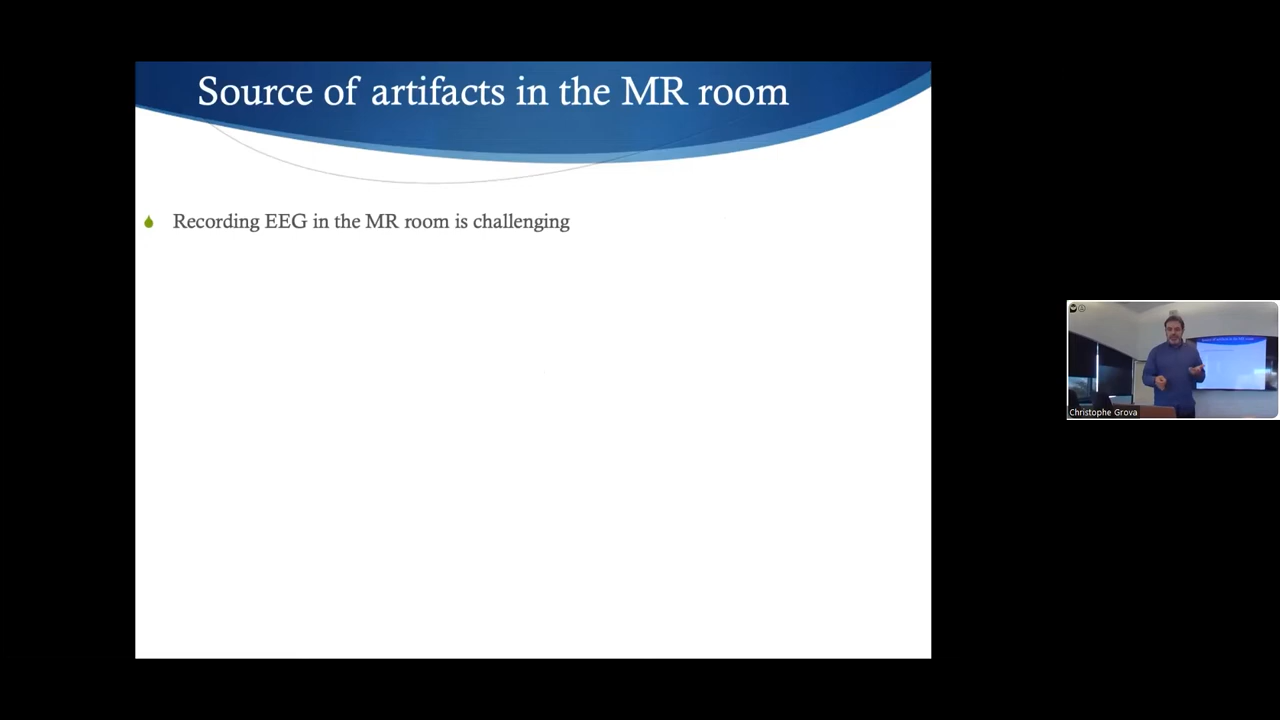 Source of artifacts in the MR room
Recording EEG in the MR room is challenging
Christophe Grova